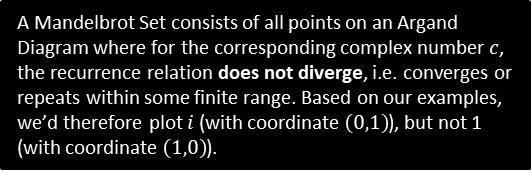 A Mandelbrot Set consists of all points on an Argand
Diagram where for the corresponding complex number c,
the recurrence relation does not diverge, i.e. converges or
repeats within some finite range. Based on our examples,
we'd therefore plot i (with coordinate (0,1)), but not 1
(with coordinate (1,0)).